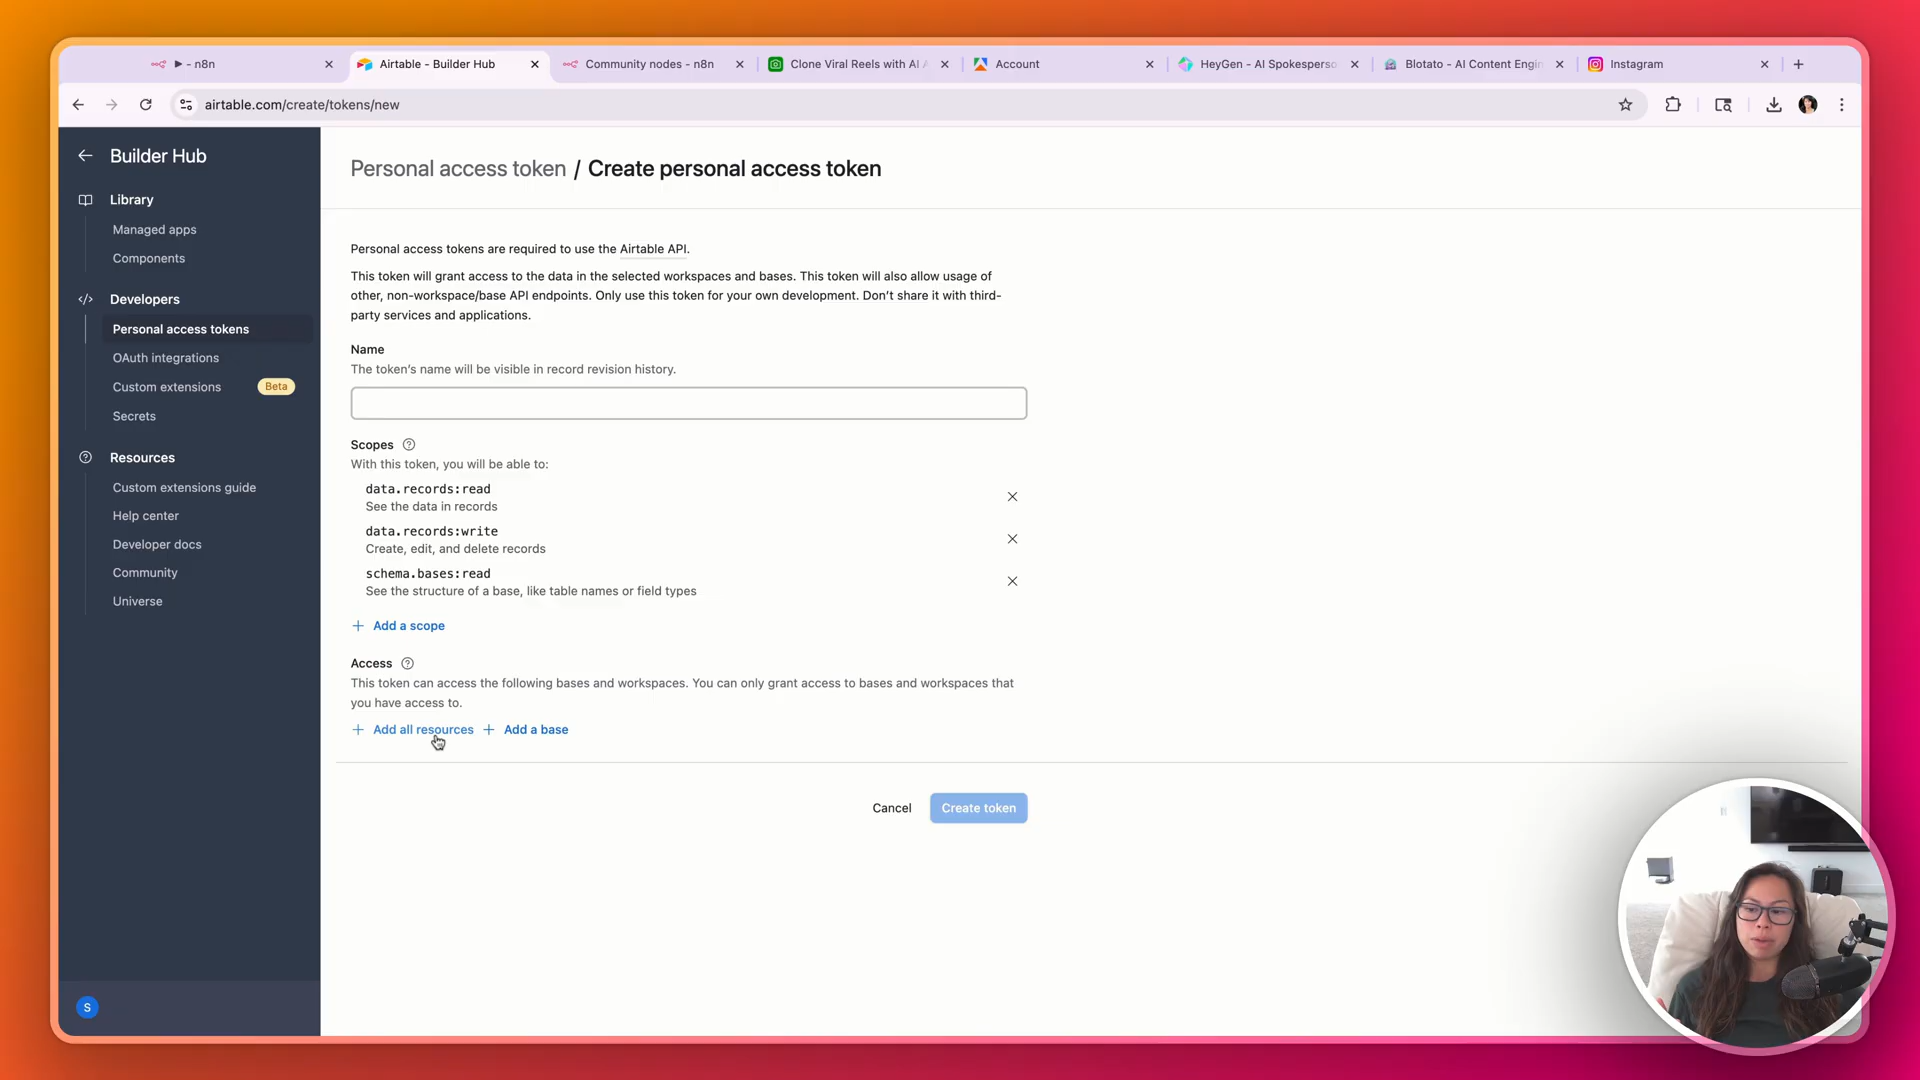 ▶ - n8n
Airtable - Builder Hub
Community nodes - n8n
Clone Viral Reels with AI A
Account
HeyGen - AI Spokesperso
Blotato - AI Content Engin
Instagram
airtable.com/create/tokens/new
Builder Hub
Library
Managed apps
Components
Developers
Personal access tokens
OAuth integrations
Custom extensions
Beta
Secrets
Resources
Custom extensions guide
Help center
Developer docs
Community
Universe
S
Personal access token / Create personal access token
Personal access tokens are required to use the Airtable API.
This token will grant access to the data in the selected workspaces and bases. This token will also allow usage of
other, non-workspace/base API endpoints. Only use this token for your own development. Don't share it with third-
party services and applications.
Name
The token's name will be visible in record revision history.
Scopes
With this token, you will be able to:
data.records:read
See the data in records
data.records:write
Create, edit, and delete records
schema.bases:read
See the structure of a base, like table names or field types
+ Add a scope
Access
This token can access the following bases and workspaces. You can only grant access to bases and workspaces that
you have access to.
+ Add all resources + Add a base
Cancel
Create token